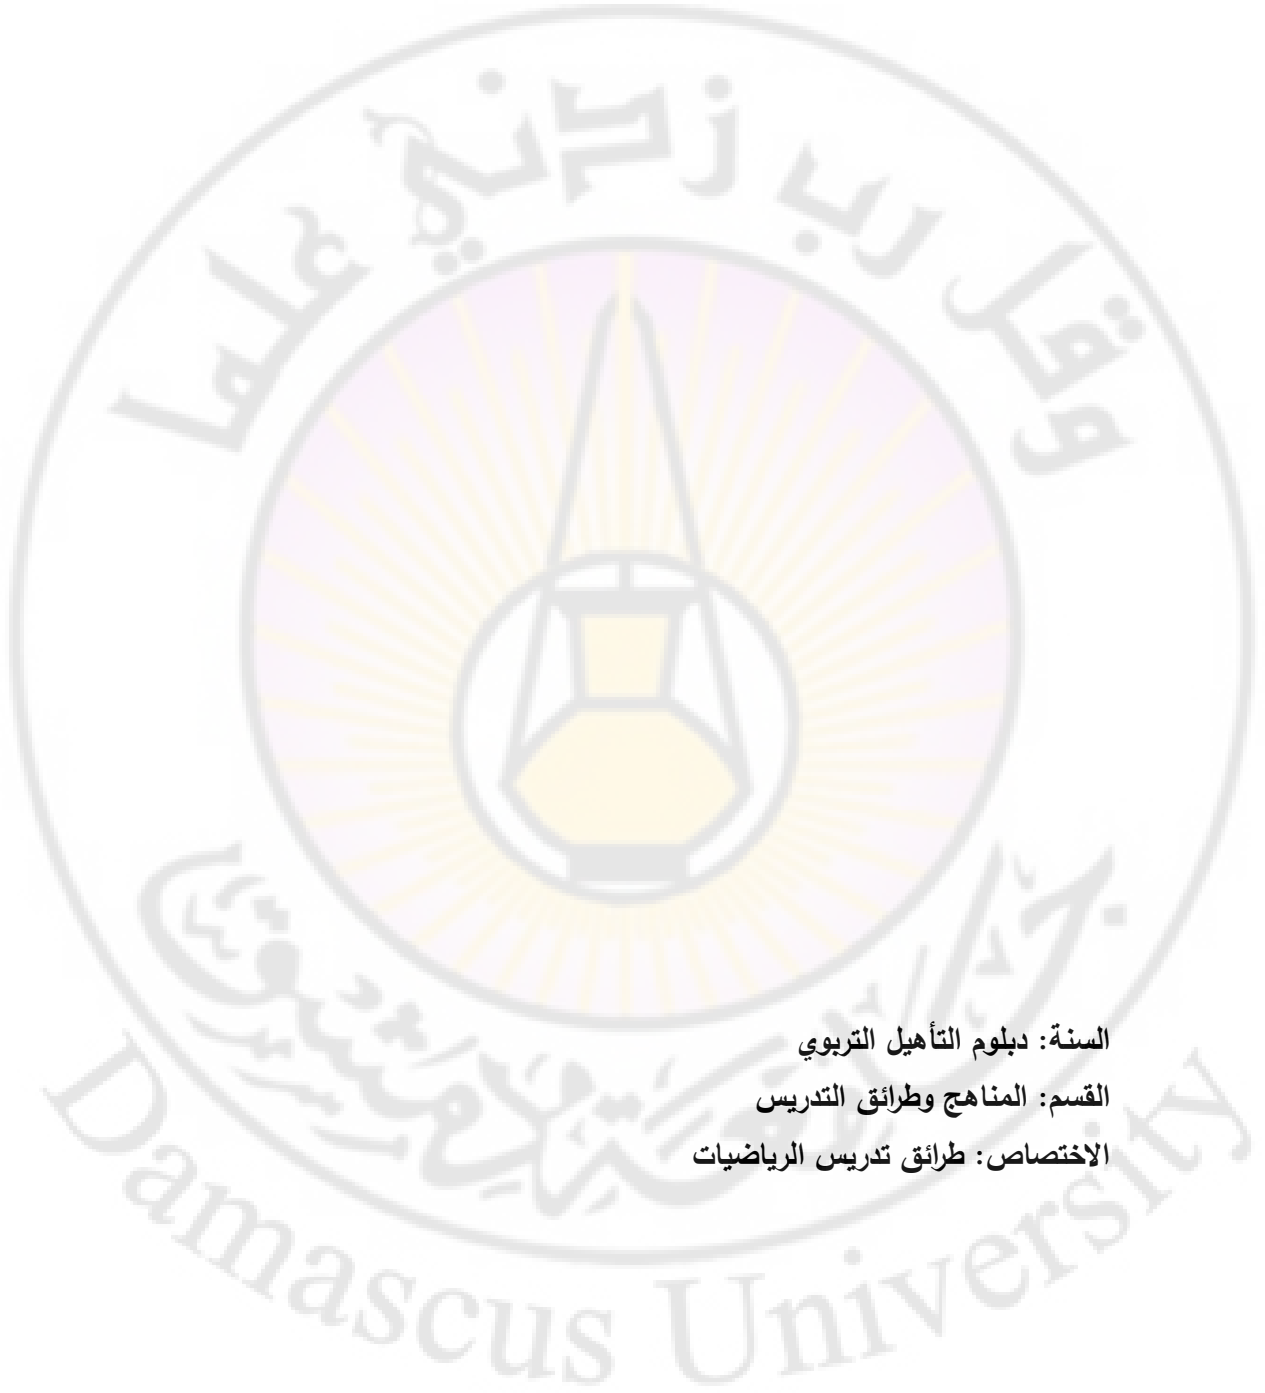 وقل رب زدني علما
السنة: دبلوم التأهيل التربوي
القسم: المناهج وطرائق التدريس
الاختصاص: طرائق تدريس الرياضيات
جامعة دمشق
Damascus University